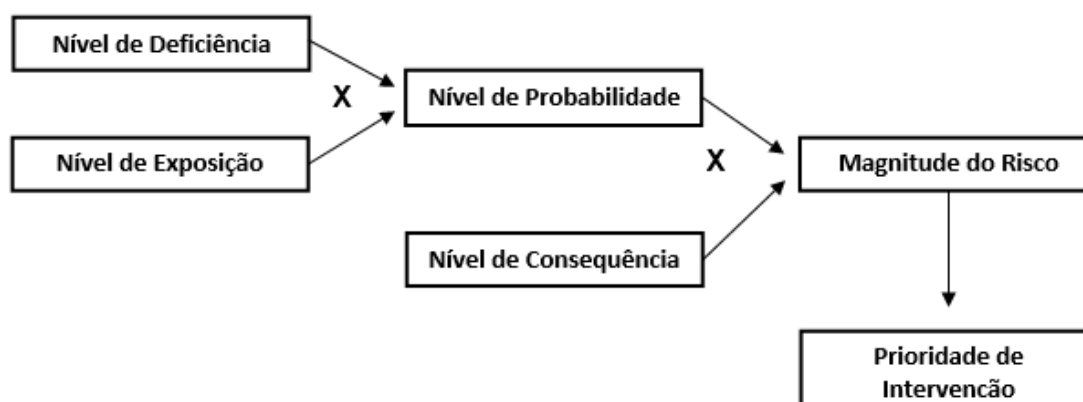 Nível de Deficiência
X
Nível de Probabilidade
Nível de Exposição
X
Magnitude do Risco
Nível de Consequência
Prioridade de
Intervenção